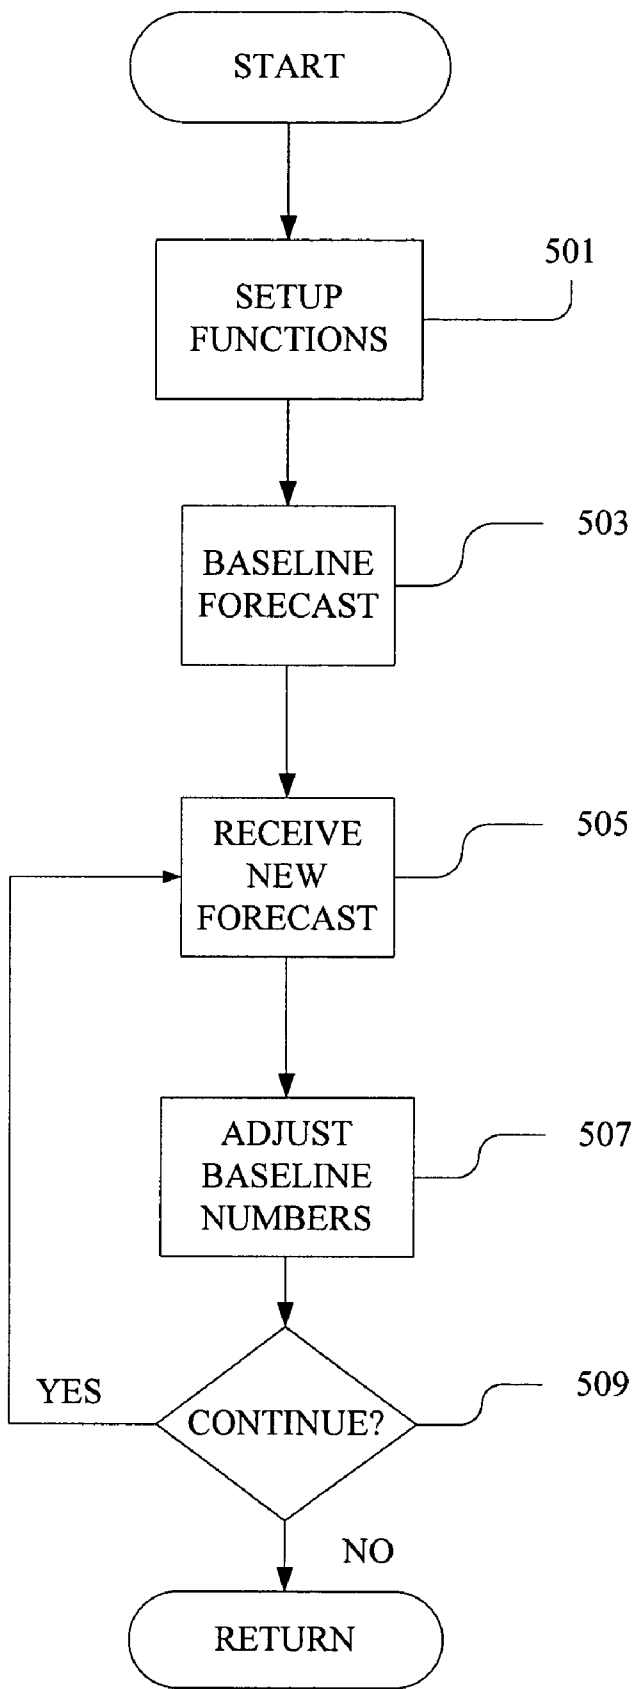 START
501
SETUP
FUNCTIONS
503
BASELINE
FORECAST
505
RECEIVE
NEW
FORECAST
507
ADJUST
BASELINE
NUMBERS
509
YES
CONTINUE?
NO
RETURN